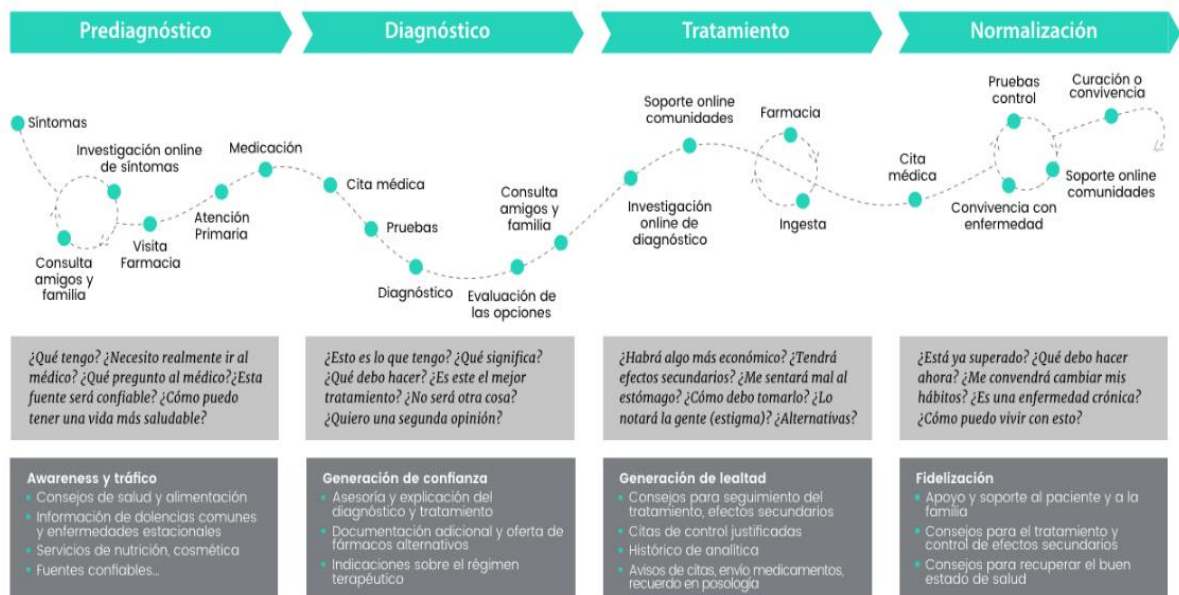 Prediagnóstico
Diagnóstico
Tratamiento
Normalización
Síntomas
Investigación online
de síntomas
Consulta
amigos y
familia
Visita
Farmacia
Atención
Primaria
Medicación
Cita médica
Pruebas
Diagnóstico
Evaluación de
las opciones
Consulta
amigos y
familia
Investigación
online de
diagnóstico
Soporte online
comunidades
Farmacia
Ingesta
Cita
médica
Pruebas
control
Convivencia con
enfermedad
Soporte online
comunidades
Curación o
convivencia
¿Qué tengo? ¿Necesito realmente ir al
médico? ¿Qué pregunto al médico?¿Esta
fuente será confiable? ¿Cómo puedo
tener una vida más saludable?
¿Esto es lo que tengo? ¿Qué significa?
¿Qué debo hacer? ¿Es este el mejor
tratamiento? ¿No será otra cosa?
¿Quiero una segunda opinión?
¿Habrá algo más económico? ¿Tendrá
efectos secundarios? ¿Me sentará mal al
estómago? ¿Cómo debo tomarlo? ¿Lo
notará la gente (estigma)? ¿Alternativas?
¿Está ya superado? ¿Qué debo hacer
ahora? ¿Me convendrá cambiar mis
hábitos? ¿Es una enfermedad crónica?
¿Cómo puedo vivir con esto?
Awareness y tráfico
• Consejos de salud y alimentación
• Información de dolencias comunes
y enfermedades estacionales
• Servicios de nutrición, cosmética
• Fuentes confiables...
Generación de confianza
• Asesoría y explicación del
diagnóstico y tratamiento
• Documentación adicional y oferta de
fármacos alternativos
• Indicaciones sobre el régimen
terapéutico
Generación de lealtad
• Consejos para seguimiento del
tratamiento, efectos secundarios
• Citas de control justificadas
• Histórico de analítica
• Avisos de citas, envío medicamentos,
recuerdo en posología
Fidelización
• Apoyo y soporte al paciente y a la
familia
• Consejos para el tratamiento y
control de efectos secundarios
• Consejos para recuperar el buen
estado de salud